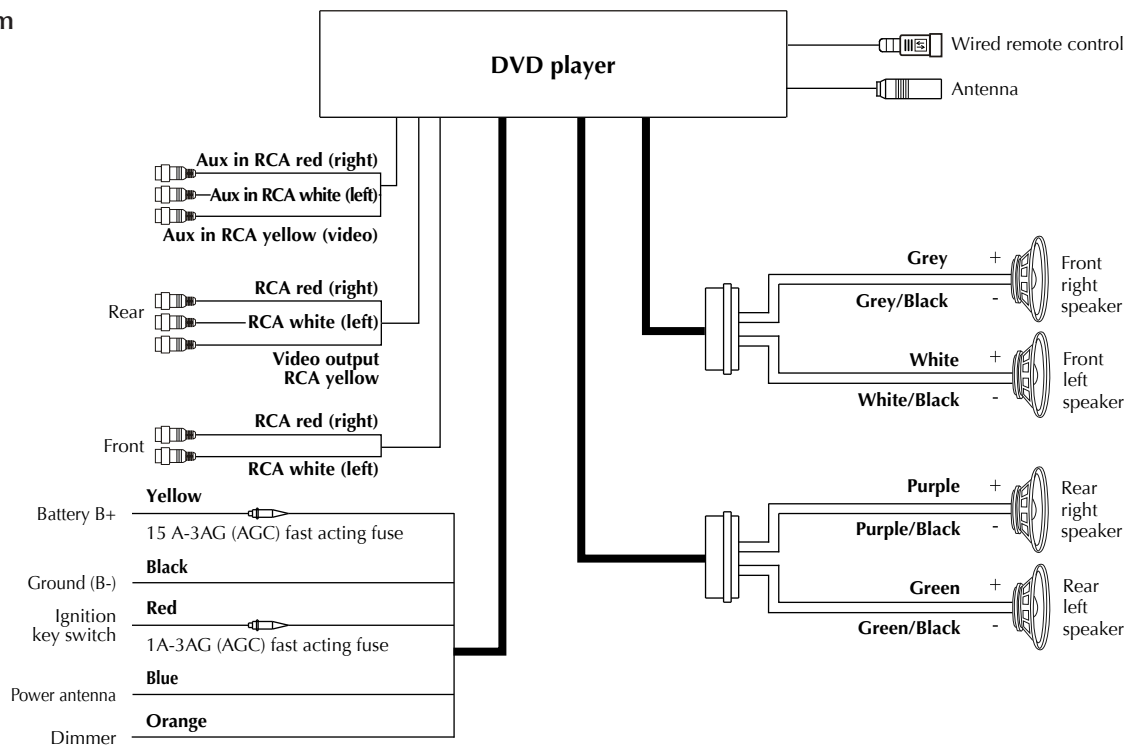 m
DVD player
Wired remote control
Antenna
Aux in RCA red (right)
Aux in RCA white (left)
Aux in RCA yellow (video)
Rear
RCA red (right)
RCA white (left)
Video output
RCA yellow
Front
RCA red (right)
RCA white (left)
Battery B+
Yellow
15 A-3AG (AGC) fast acting fuse
Ground (B-)
Black
Ignition
key switch
Red
1A-3AG (AGC) fast acting fuse
Power antenna
Blue
Dimmer
Orange
Grey
+
Grey/Black
-
Front
right
speaker
White
+
White/Black
-
Front
left
speaker
Purple
+
Purple/Black
-
Rear
right
speaker
Green
+
Green/Black
-
Rear
left
speaker